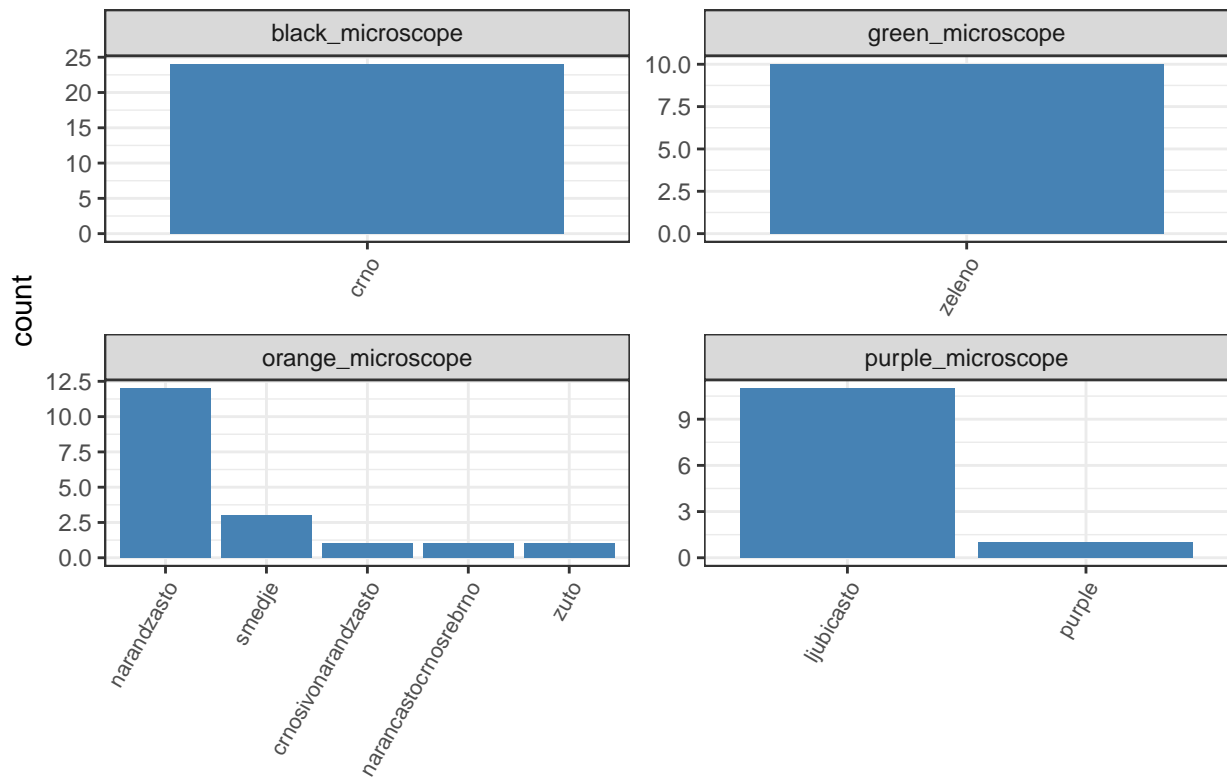 black_microscope
25
20
15
10
5
0
crno
green_microscope
10.0
7.5
5.0
2.5
0.0
zeleno
count
orange_microscope
12.5
10.0
7.5
5.0
2.5
0.0
narandzasto
smedje
crnosivonarandzasto
narancastocrnosrebrno
zuto
purple_microscope
9
6
3
0
ljubicasto
purple